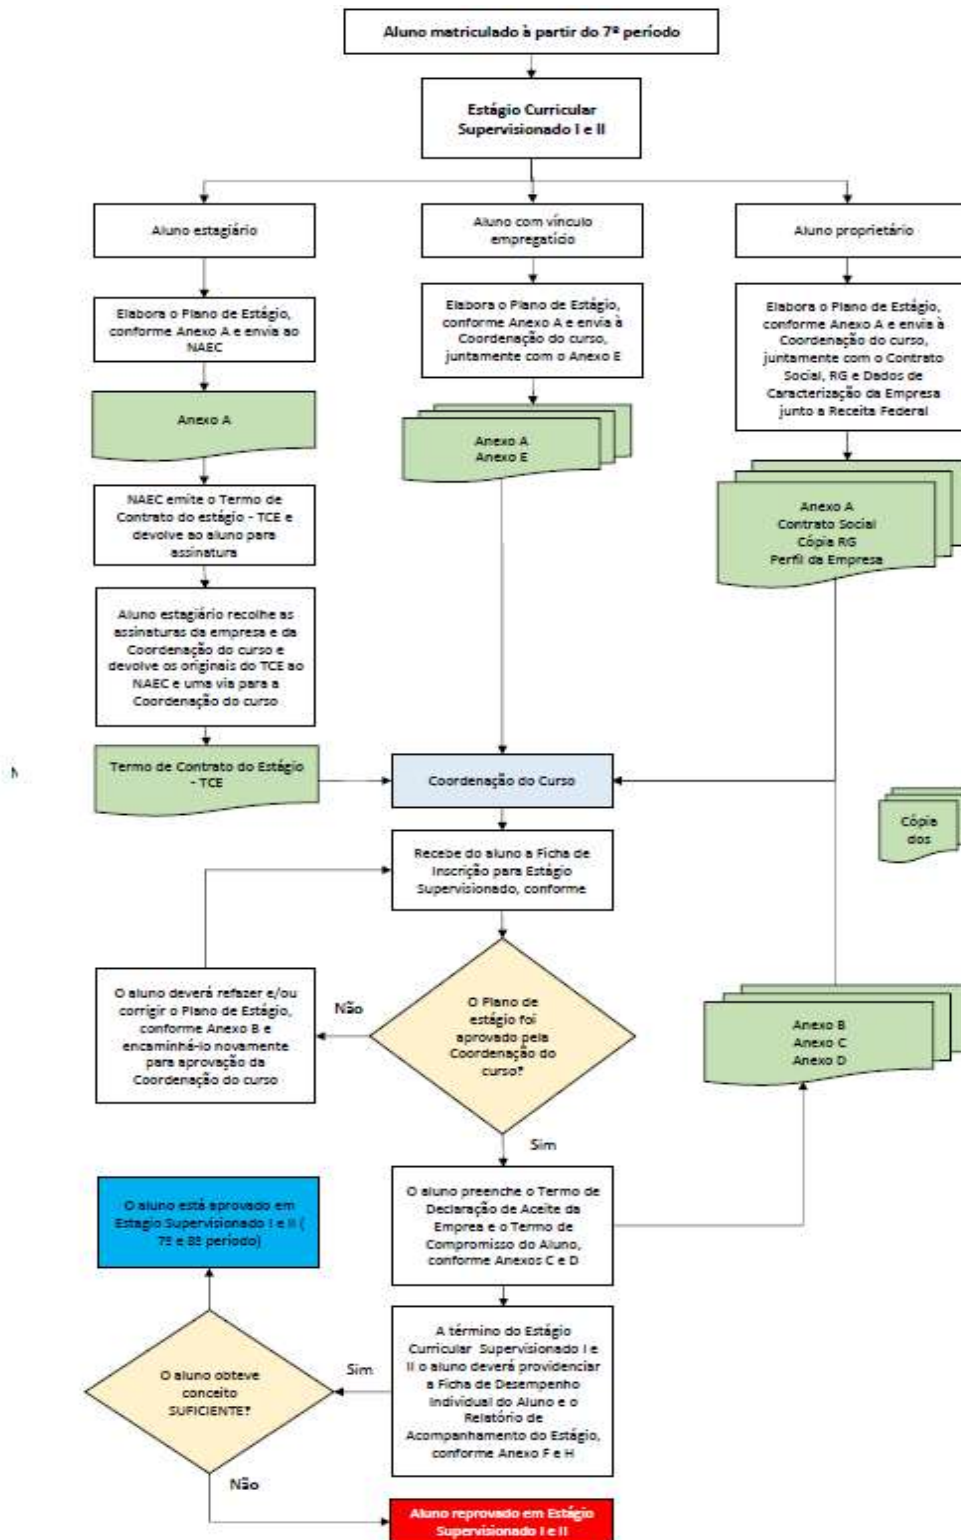 Aluno matriculado à partir do 7º período
Estágio Curricular
Supervisionado I e II
Aluno estagiário
Aluno com vínculo
empregatício
Aluno proprietário
Elabora o Plano de Estágio,
conforme Anexo A e envia ao
NAEC
Elabora o Plano de Estágio,
conforme Anexo A e envia à
Coordenação do curso,
juntamente com o Anexo E
Elabora o Plano de Estágio,
conforme Anexo A e envia à
Coordenação do curso,
juntamente com o Contrato
Social, RG e Dados de
Caracterização da Empresa
junto a Receita Federal
Anexo A
Anexo A
Anexo E
Anexo A
Contrato Social
Cópia RG
Perfil da Empresa
NAEC emite o Termo de
Contrato do estágio - TCE e
devolve ao aluno para
assinatura
Aluno estagiário recolhe as
assinaturas da empresa e da
Coordenação do curso e
devolve os originais do TCE ao
NAEC e uma via para a
Coordenação do curso
Termo de Contrato do Estágio
- TCE
Coordenação do Curso
Cópia
dos
Recebe do aluno a Ficha de
Inscrição para Estágio
Supervisionado, conforme
O Plano de
estágio foi
aprovado pela
Coordenação do
curso?
Não
O aluno deverá refazer e/ou
corrigir o Plano de Estágio,
conforme Anexo B e
encaminhá-lo novamente
para aprovação da
Coordenação do curso
Anexo B
Anexo C
Anexo D
Sim
O aluno preenche o Termo de
Declaração de Aceite da
Emprea e o Termo de
Compromisso do Aluno,
conforme Anexos C e D
O aluno está aprovado em
Estagio Supervisionado I e II (
7º e 8º período)
A término do Estágio
Curricular Supervisionado I e
II o aluno deverá providenciar
a Ficha de Desempenho
Individual do Aluno e o
Relatório de
Acompanhamento do Estágio,
conforme Anexo F e H
Sim
O aluno obteve
conceito
SUFICIENTE?
Não
Aluno reprovado em Estágio
Supervisionado I e II